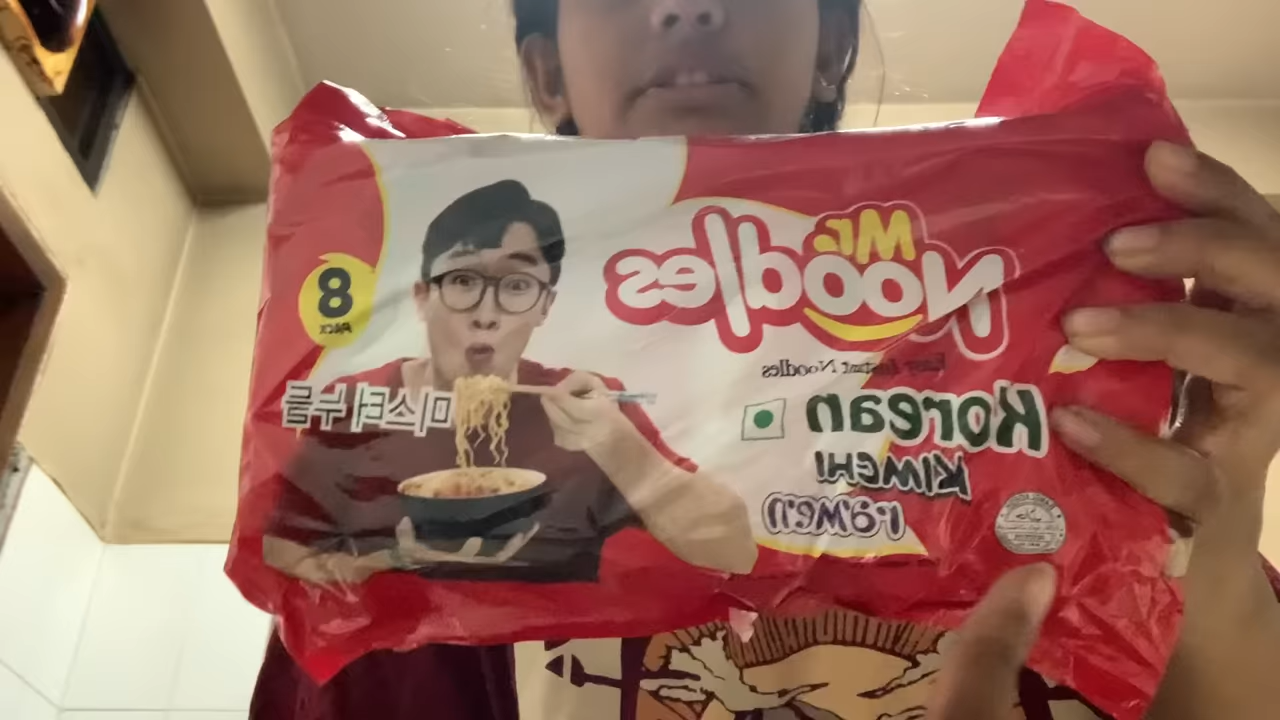 Mr.
Noodles
Easy Instant Noodles
Korean
KIMCHI
ramen
8
PACK
미스터 누들